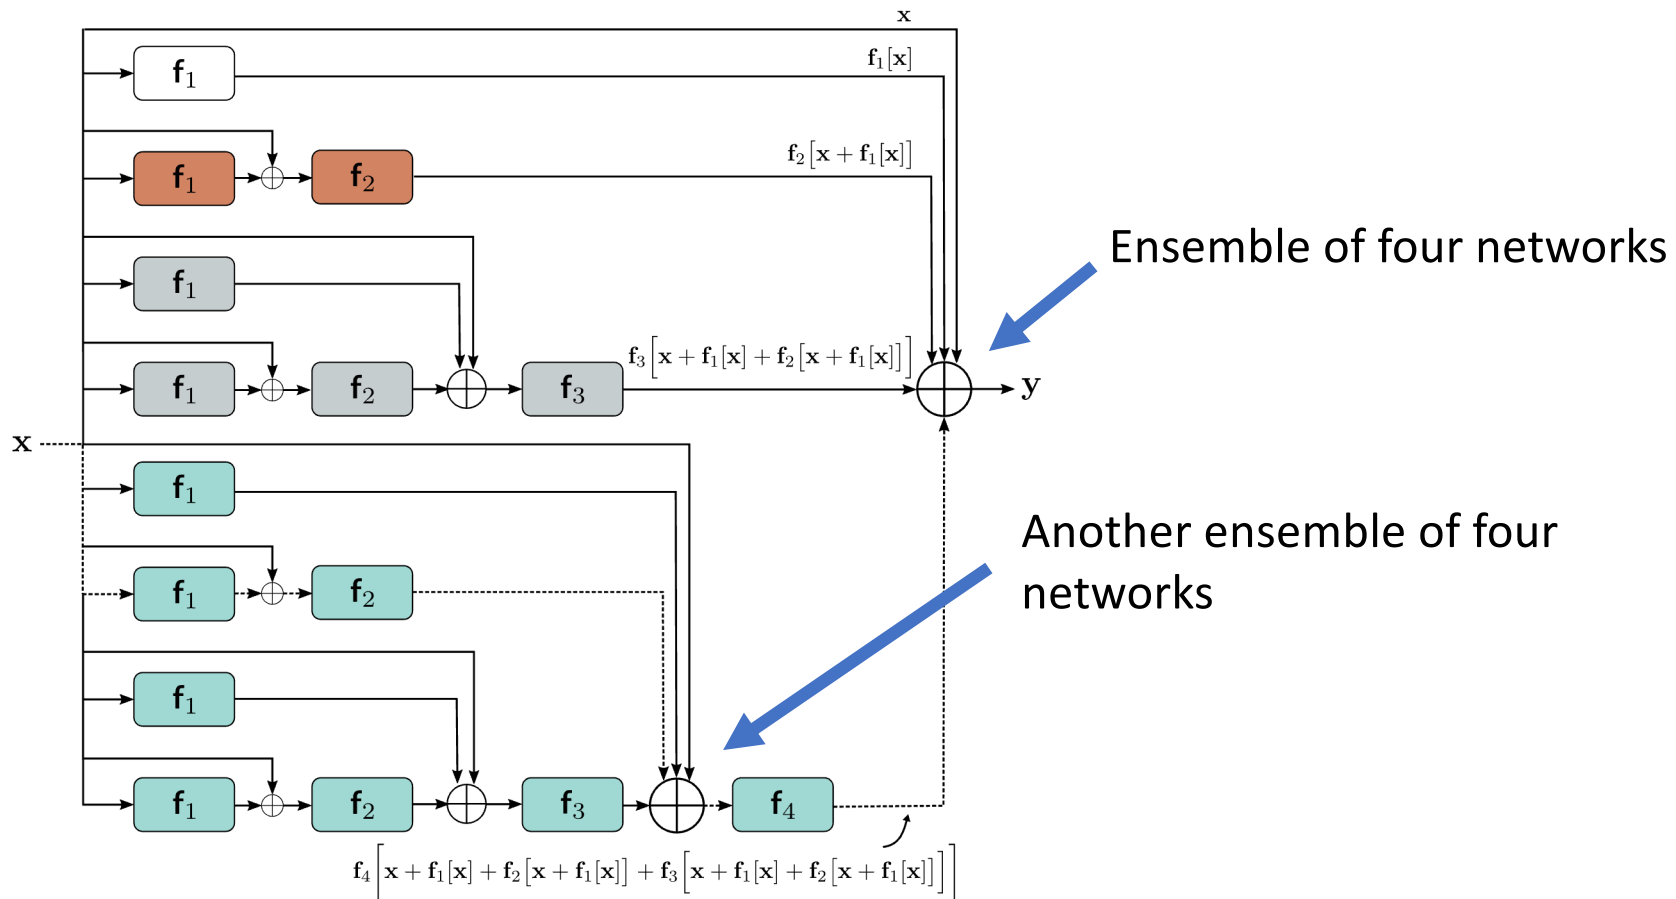 x
f₁[x]
f₁
f₂[x + f₁[x]]
f₁ f₂
Ensemble of four networks
f₁
f₃[x + f₁[x] + f₂[x + f₁[x]]]
f₁ f₂ f₃ y
x
f₁
Another ensemble of four
networks
f₁ f₂
f₁
f₁ f₂ f₃ f₄
f₄[x + f₁[x] + f₂[x + f₁[x]] + f₃[x + f₁[x] + f₂[x + f₁[x]]]]